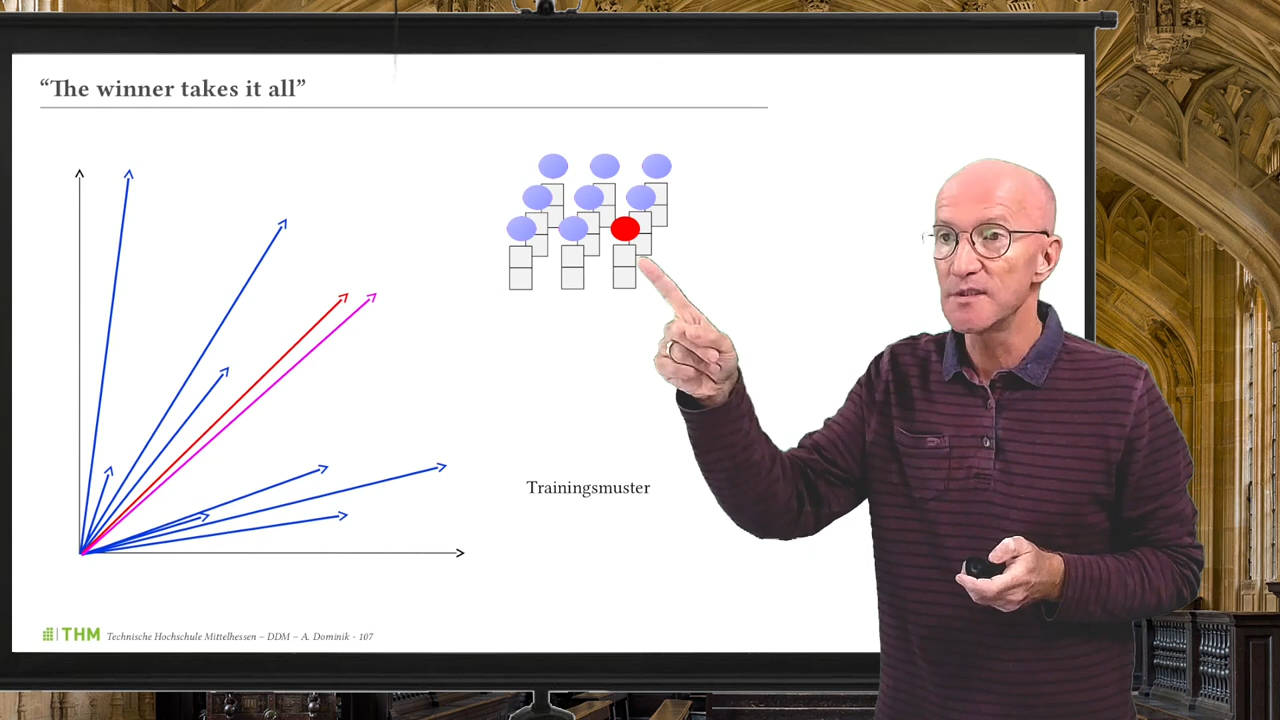 “The winner takes it all”
Trainingsmuster
THM Technische Hochschule Mittelhessen – DDM – A. Dominik - 107